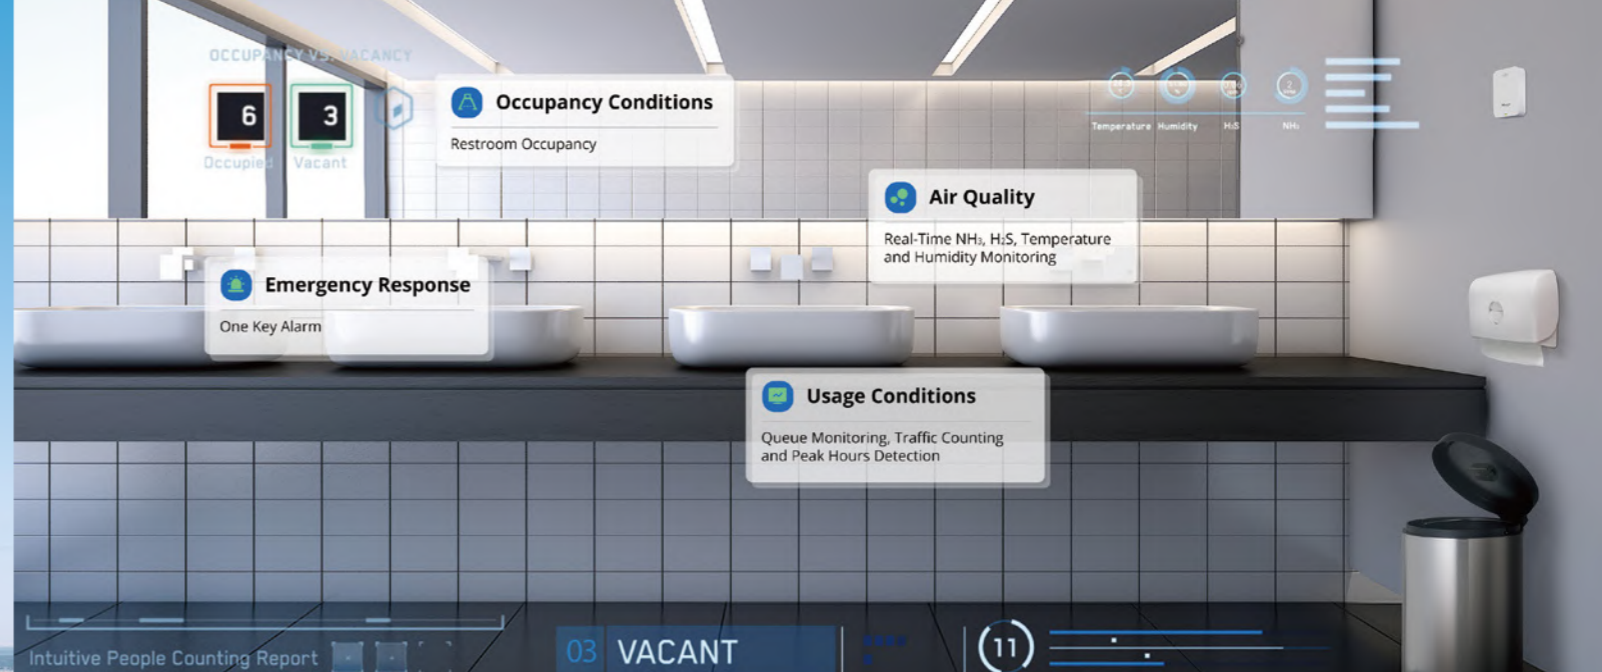 OCCUPANCY VS. VACANCY
6
3
Occupied
Vacant
Occupancy Conditions
Restroom Occupancy
Temperature
Humidity
H₂S
NH₃
2
Air Quality
Real-Time NH₃, H₂S, Temperature
and Humidity Monitoring
Emergency Response
One Key Alarm
Usage Conditions
Queue Monitoring, Traffic Counting
and Peak Hours Detection
Intuitive People Counting Report
03 VACANT
11